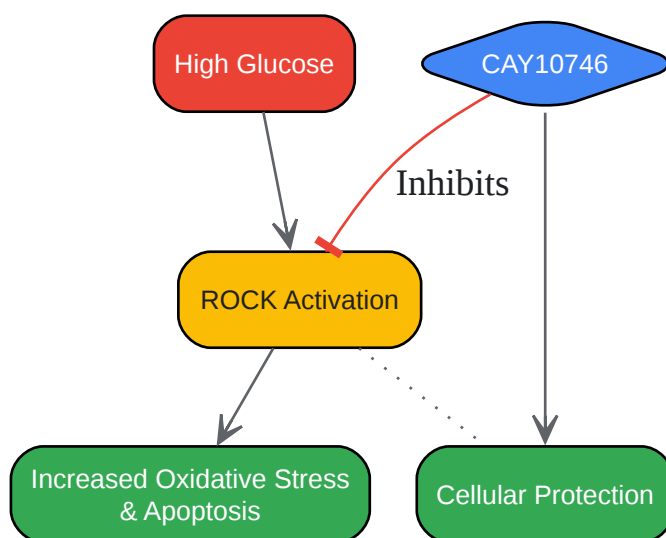 High Glucose
CAY10746
Inhibits
ROCK Activation
Increased Oxidative Stress
& Apoptosis
Cellular Protection